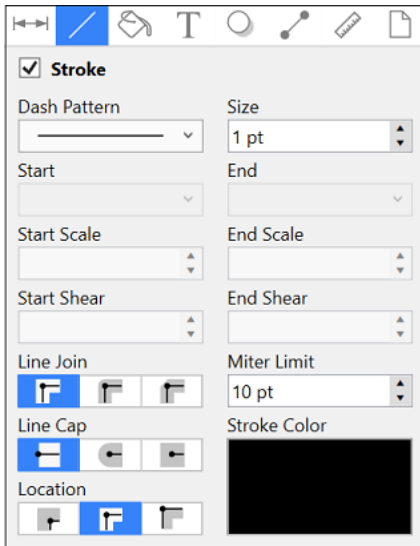 T
Stroke
Dash Pattern Size
1 pt
Start End
Start Scale End Scale
Start Shear End Shear
Line Join Miter Limit
10 pt
Line Cap Stroke Color
Location